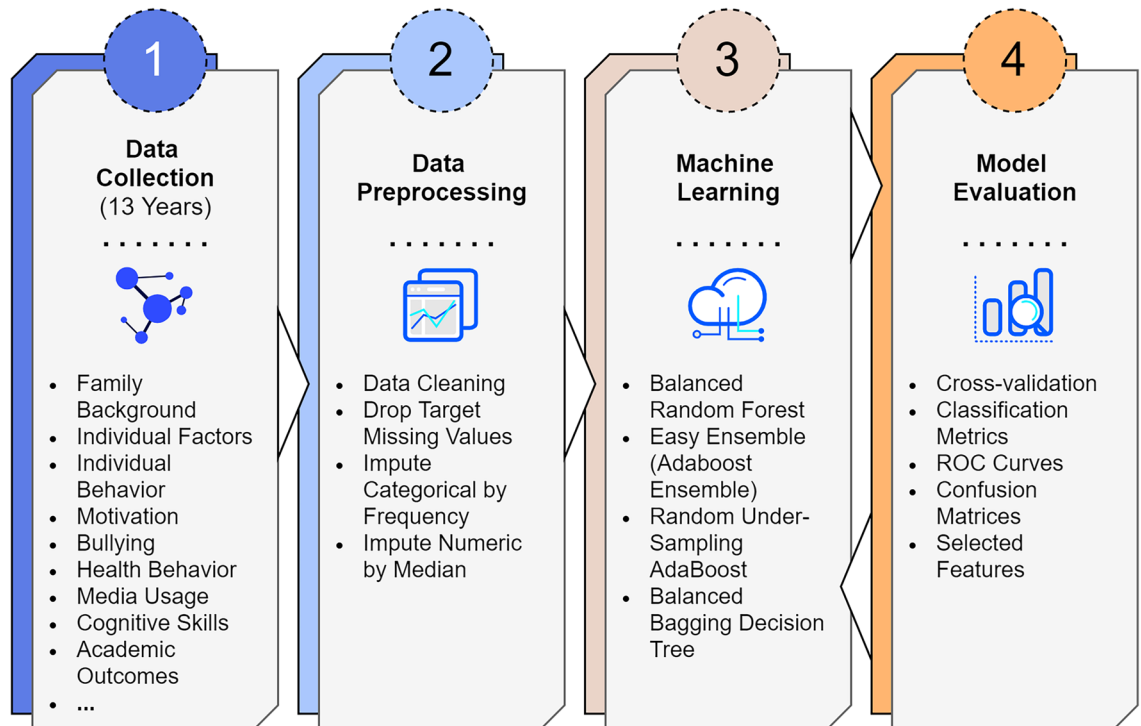 1
Data
Collection
(13 Years)
• Family
Background
• Individual Factors
• Individual
Behavior
• Motivation
• Bullying
• Health Behavior
• Media Usage
• Cognitive Skills
• Academic
Outcomes
• ...
2
Data
Preprocessing
• Data Cleaning
• Drop Target
Missing Values
• Impute
Categorical by
Frequency
• Impute Numeric
by Median
3
Machine
Learning
• Balanced
Random Forest
• Easy Ensemble
(Adaboost
Ensemble)
• Random Under-
Sampling
AdaBoost
• Balanced
Bagging Decision
Tree
4
Model
Evaluation
• Cross-validation
• Classification
Metrics
• ROC Curves
• Confusion
Matrices
• Selected
Features